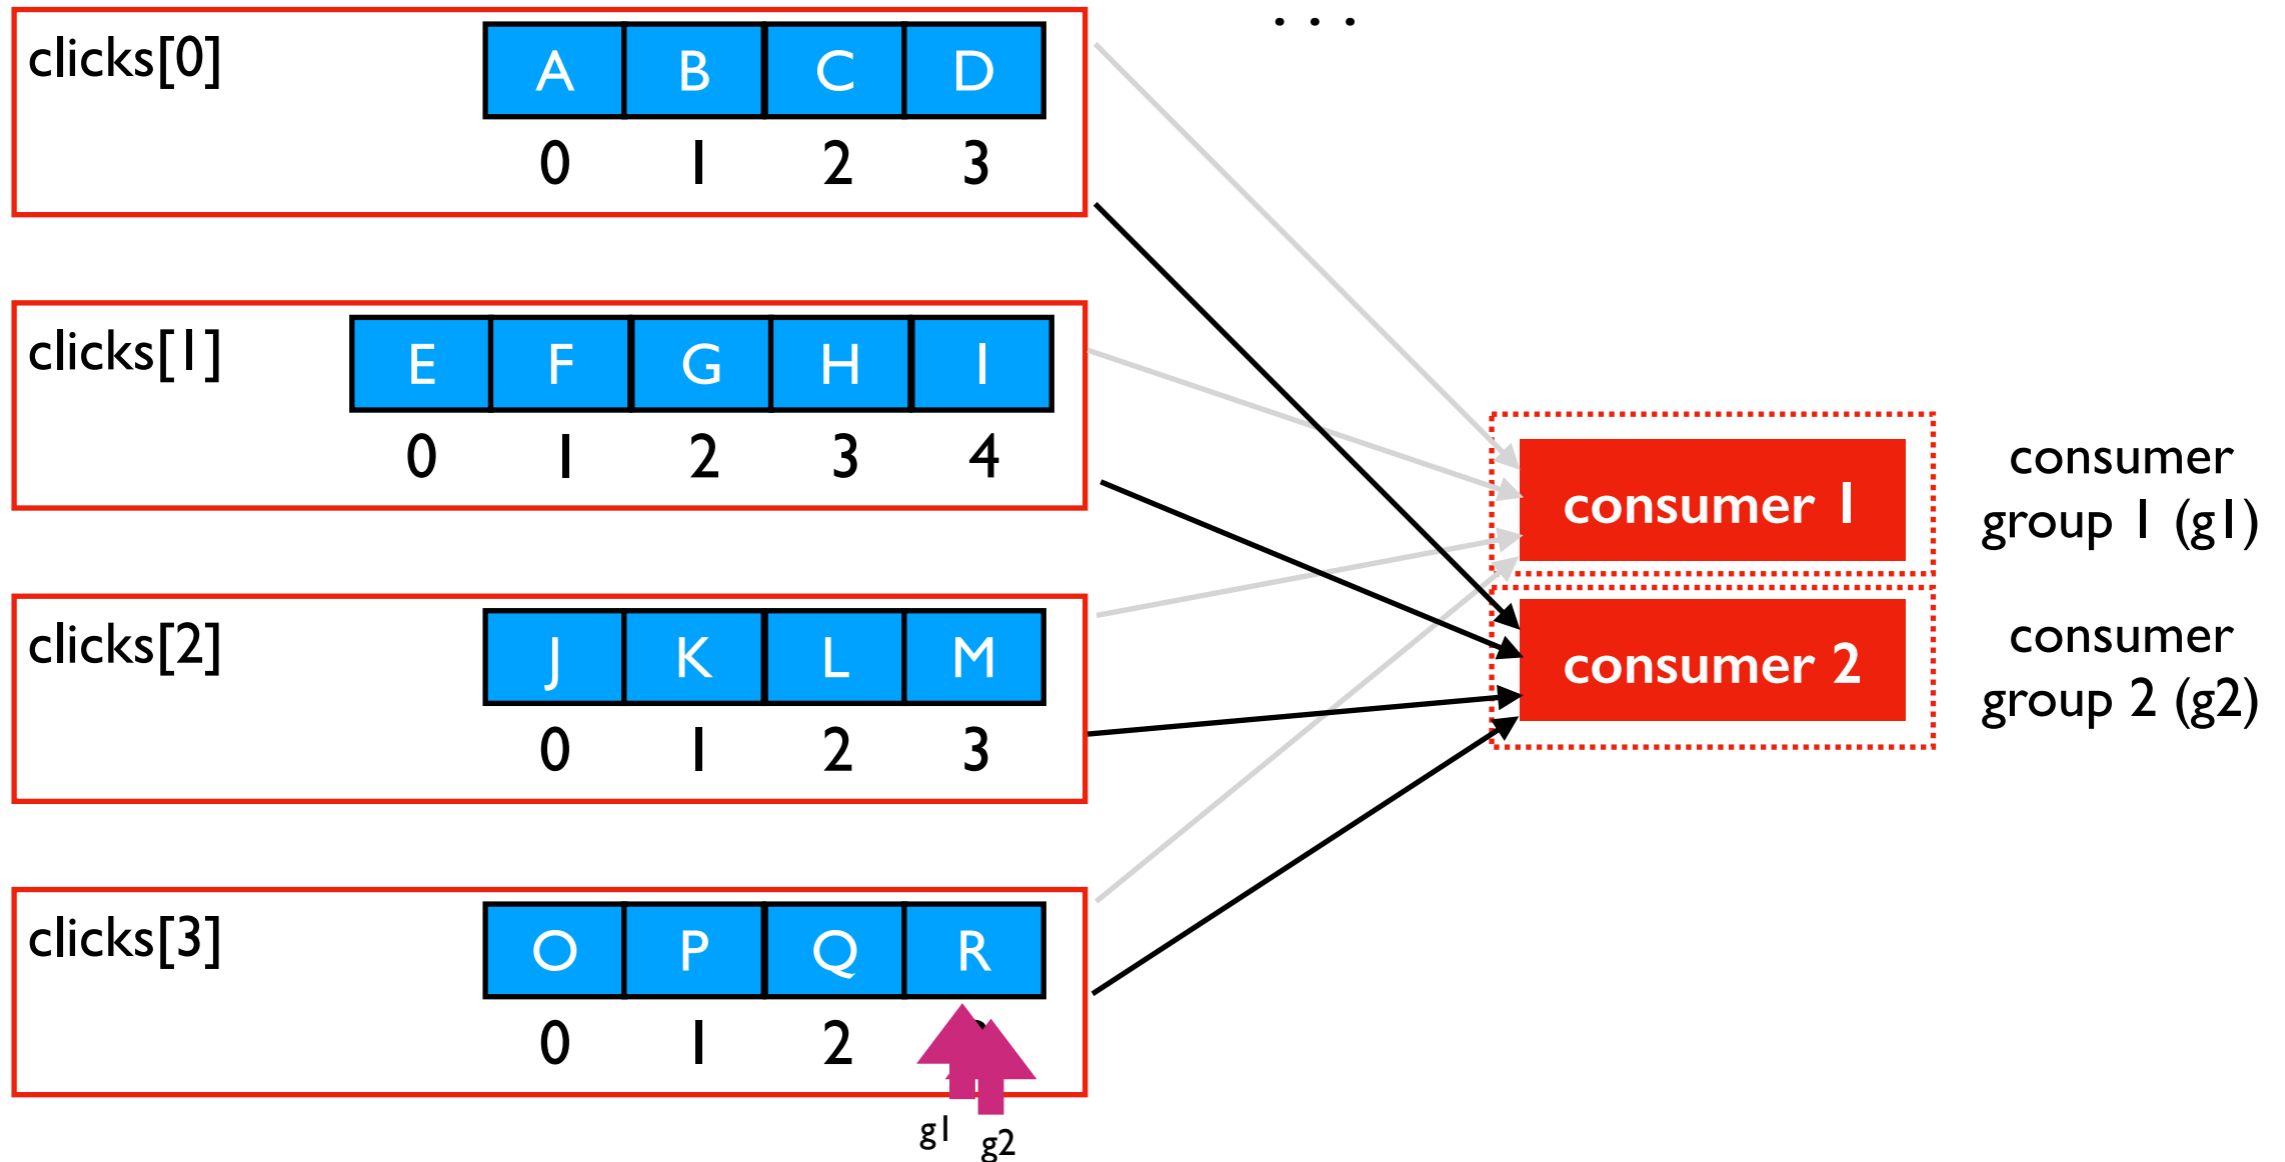 . . .
clicks[0]
A B C D
0 1 2 3
clicks[1]
E F G H I
0 1 2 3 4
consumer 1
consumer
group 1 (g1)
clicks[2]
J K L M
0 1 2 3
consumer 2
consumer
group 2 (g2)
clicks[3]
O P Q R
0 1 2
g1 g2